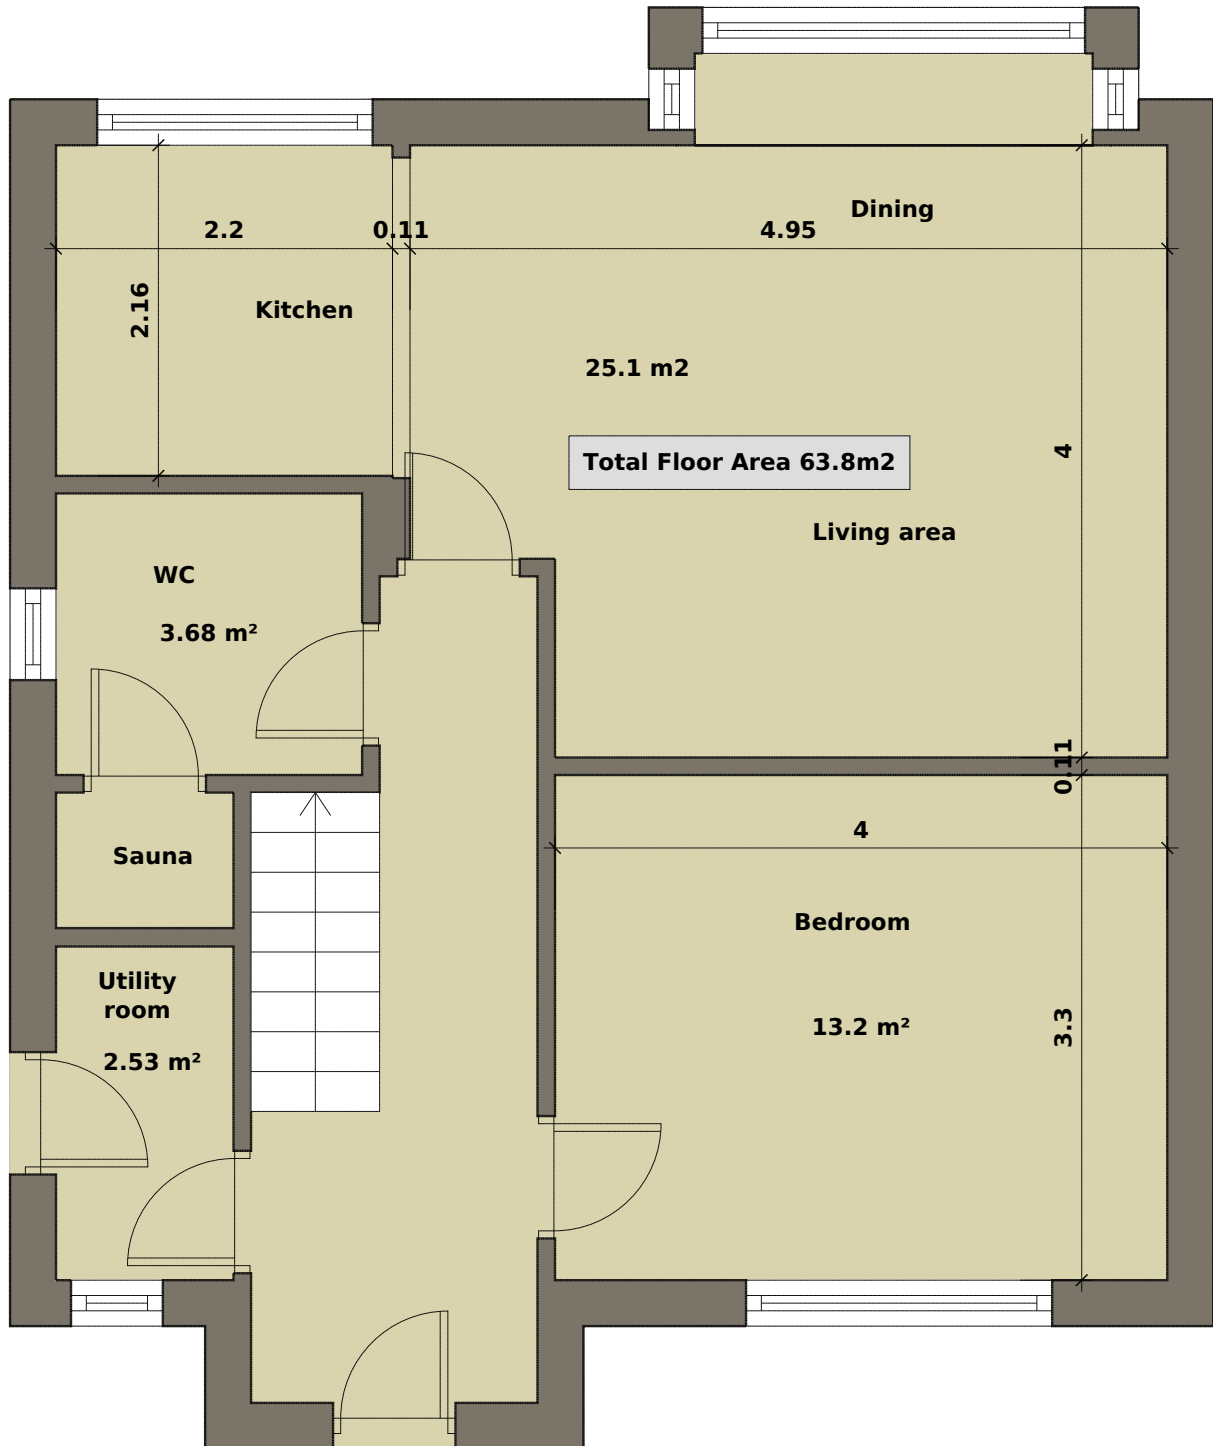 Dining
2.2
0.11
4.95
2.16
Kitchen
25.1 m2
4
Total Floor Area 63.8m2
Living area
WC
3.68 m²
0.11
4
Sauna
Bedroom
Utility
room
13.2 m²
3.3
2.53 m²